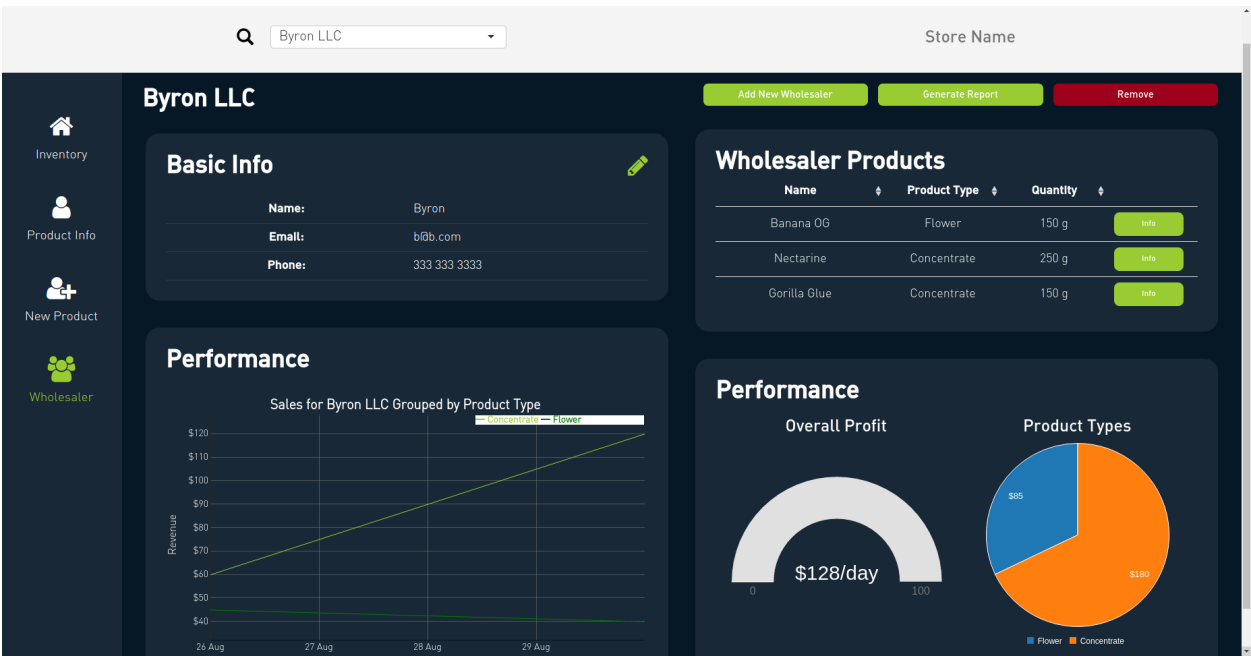 Byron LLC
Store Name
Inventory
Product Info
New Product
Wholesaler
Byron LLC
Add New Wholesaler
Generate Report
Remove
Basic Info
Name: Byron
Email: b@b.com
Phone: 333 333 3333
Wholesaler Products
Name Product Type Quantity
Banana OG Flower 150 g Info
Nectarine Concentrate 250 g Info
Gorilla Glue Concentrate 150 g Info
Performance
Sales for Byron LLC Grouped by Product Type
Concentrate Flower
$120
$110
$100
$90
$80
$70
$60
$50
$40
Revenue
26 Aug 27 Aug 28 Aug 29 Aug
Performance
Overall Profit
$128/day
0 100
Product Types
$85
$180
Flower Concentrate